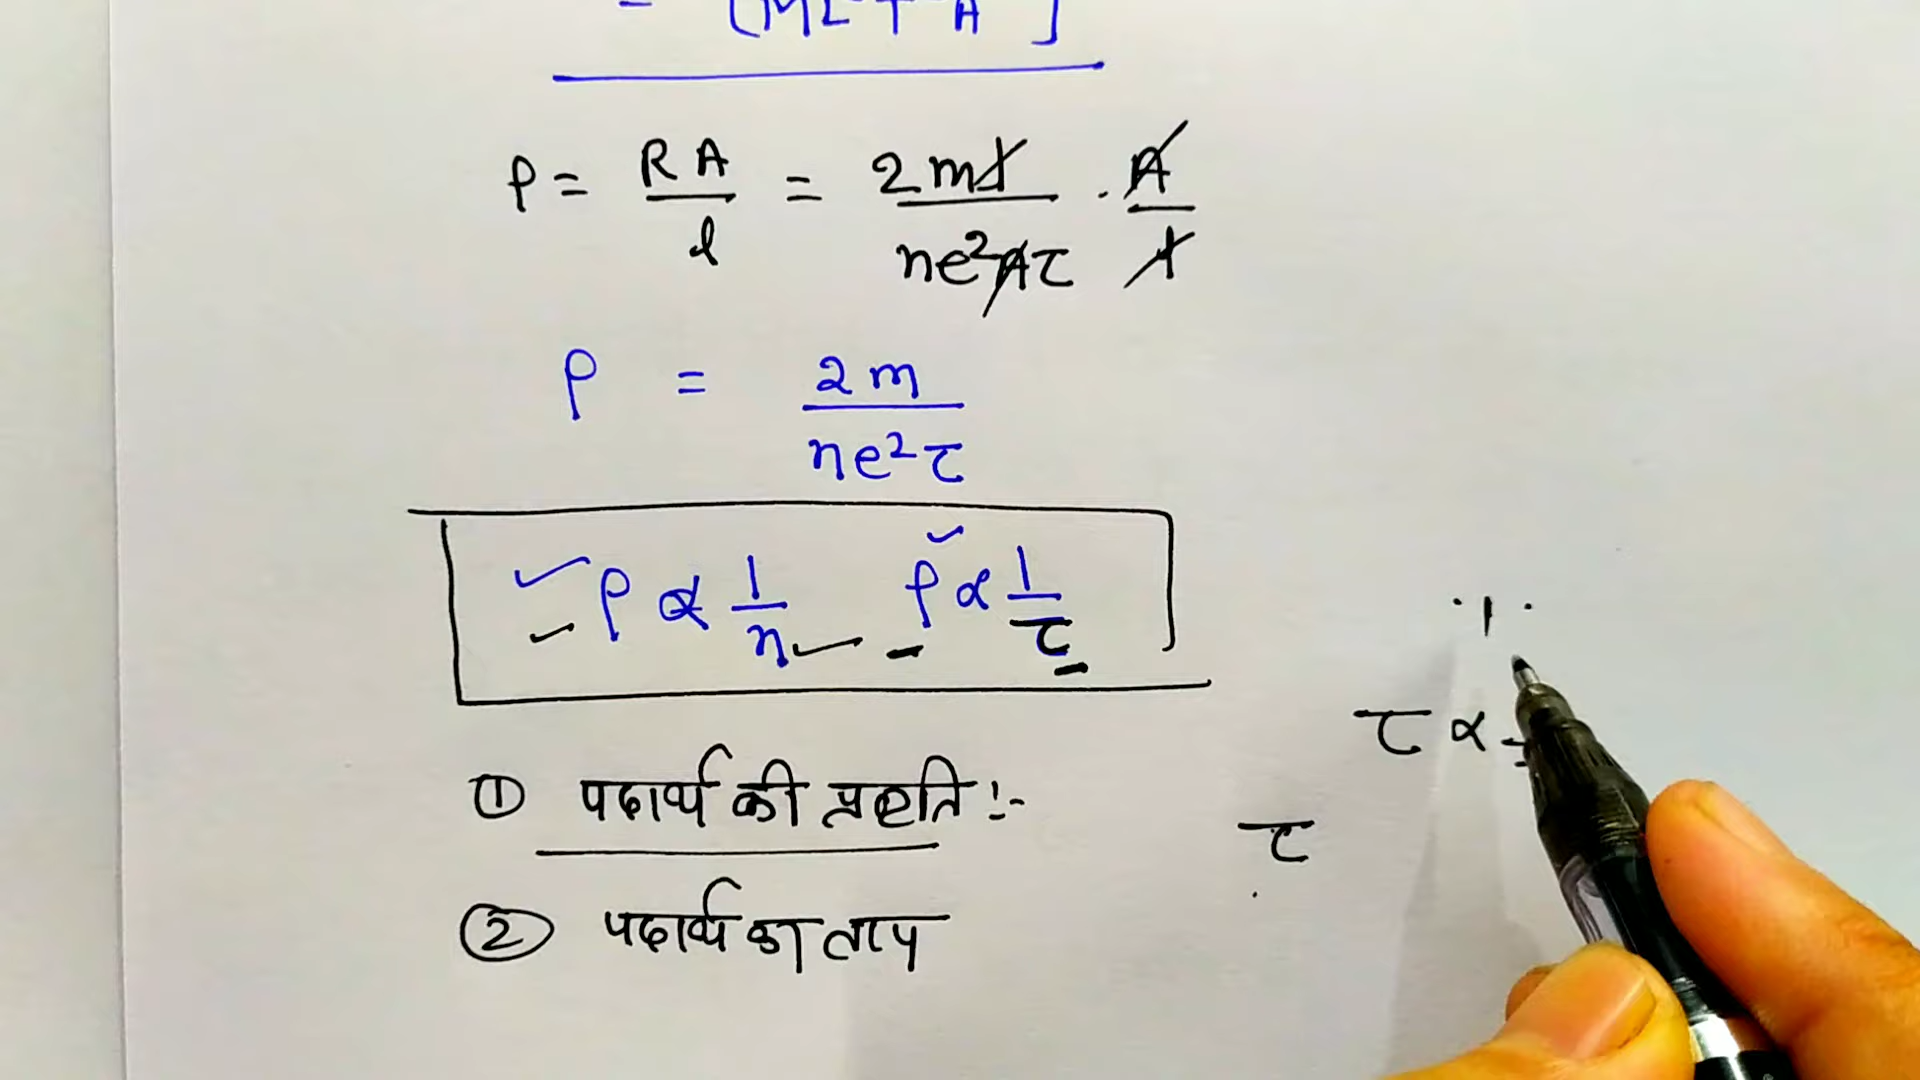 ρ = RA/l = 2ml/ne²Aτ . A/l
ρ = 2m/ne²τ
ρ ∝ 1/n ρ ∝ 1/τ
① पदार्थ की प्रकृति :-
② पदार्थ का ताप
τ ∝
τ